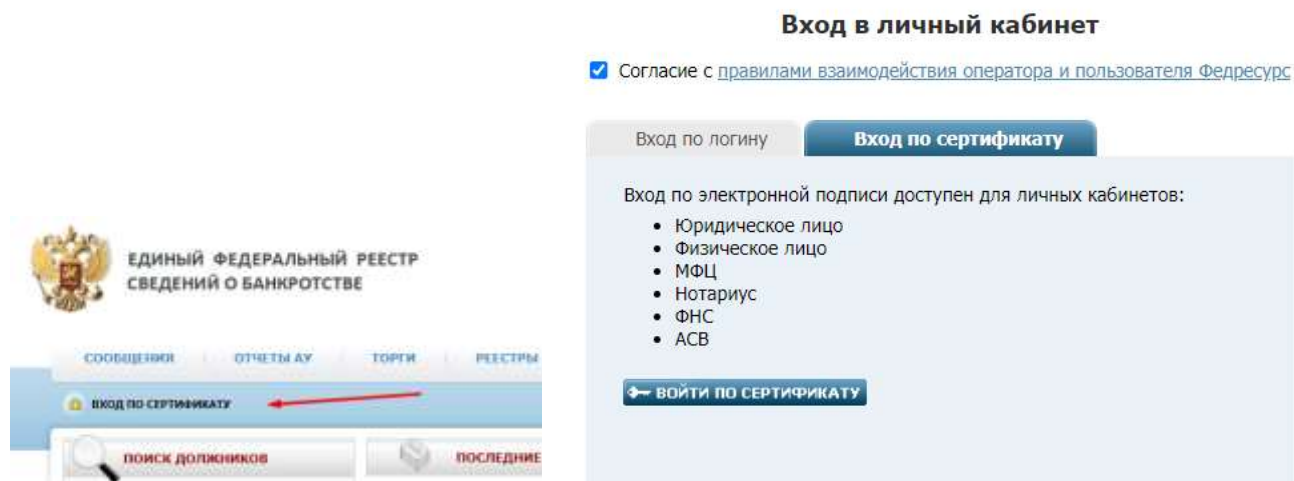 ЕДИНЫЙ ФЕДЕРАЛЬНЫЙ РЕЕСТР
СВЕДЕНИЙ О БАНКРОТСТВЕ
СООБЩЕНИЯ
ОТЧЕТЫ АУ
ТОРГИ
РЕЕСТРЫ
ВХОД ПО СЕРТИФИКАТУ
ПОИСК ДОЛЖНИКОВ
ПОСЛЕДНИЕ
Вход в личный кабинет
Согласие с правилами взаимодействия оператора и пользователя Федресурс
Вход по логину
Вход по сертификату
Вход по электронной подписи доступен для личных кабинетов:
• Юридическое лицо
• Физическое лицо
• МФЦ
• Нотариус
• ФНС
• АСВ
ВОЙТИ ПО СЕРТИФИКАТУ